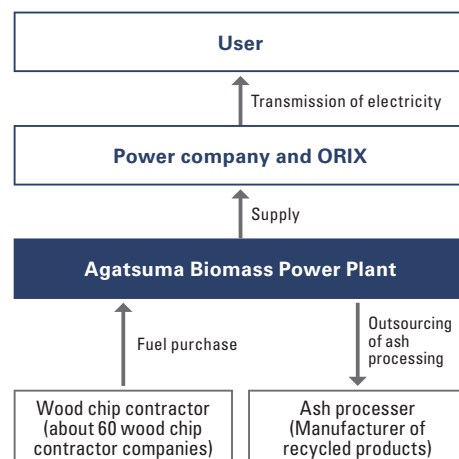 User
Transmission of electricity
Power company and ORIX
Supply
Agatsuma Biomass Power Plant
Fuel purchase
Outsourcing
of ash
processing
Wood chip contractor
(about 60 wood chip
contractor companies)
Ash processer
(Manufacturer of
recycled products)